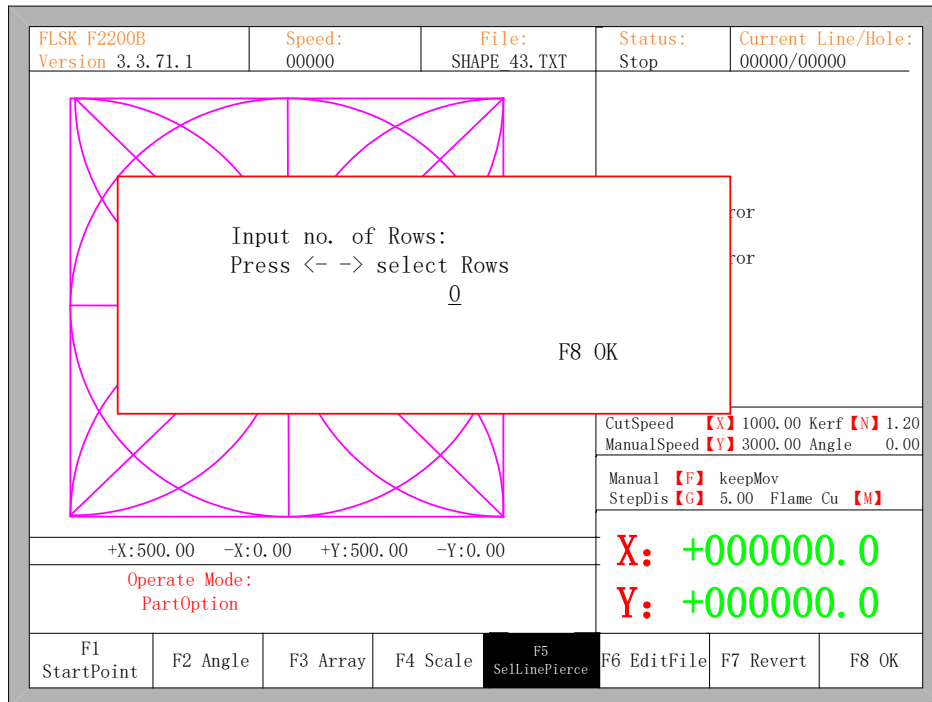 FLSK F2200B
Version 3.3.71.1
Speed:
00000
File:
SHAPE_43.TXT
Status:
Stop
Current Line/Hole:
00000/00000
ror
ror
Input no. of Rows:
Press <- -> select Rows
0
F8 OK
CutSpeed 【X】 1000.00 Kerf【N】1.20
ManualSpeed【Y】 3000.00 Angle 0.00
Manual 【F】 keepMov
StepDis【G】 5.00 Flame Cu 【M】
+X:500.00 -X:0.00 +Y:500.00 -Y:0.00
Operate Mode:
PartOption
X: +000000.0
Y: +000000.0
F1
StartPoint
F2 Angle
F3 Array
F4 Scale
F5
SelLinePierce
F6 EditFile
F7 Revert
F8 OK